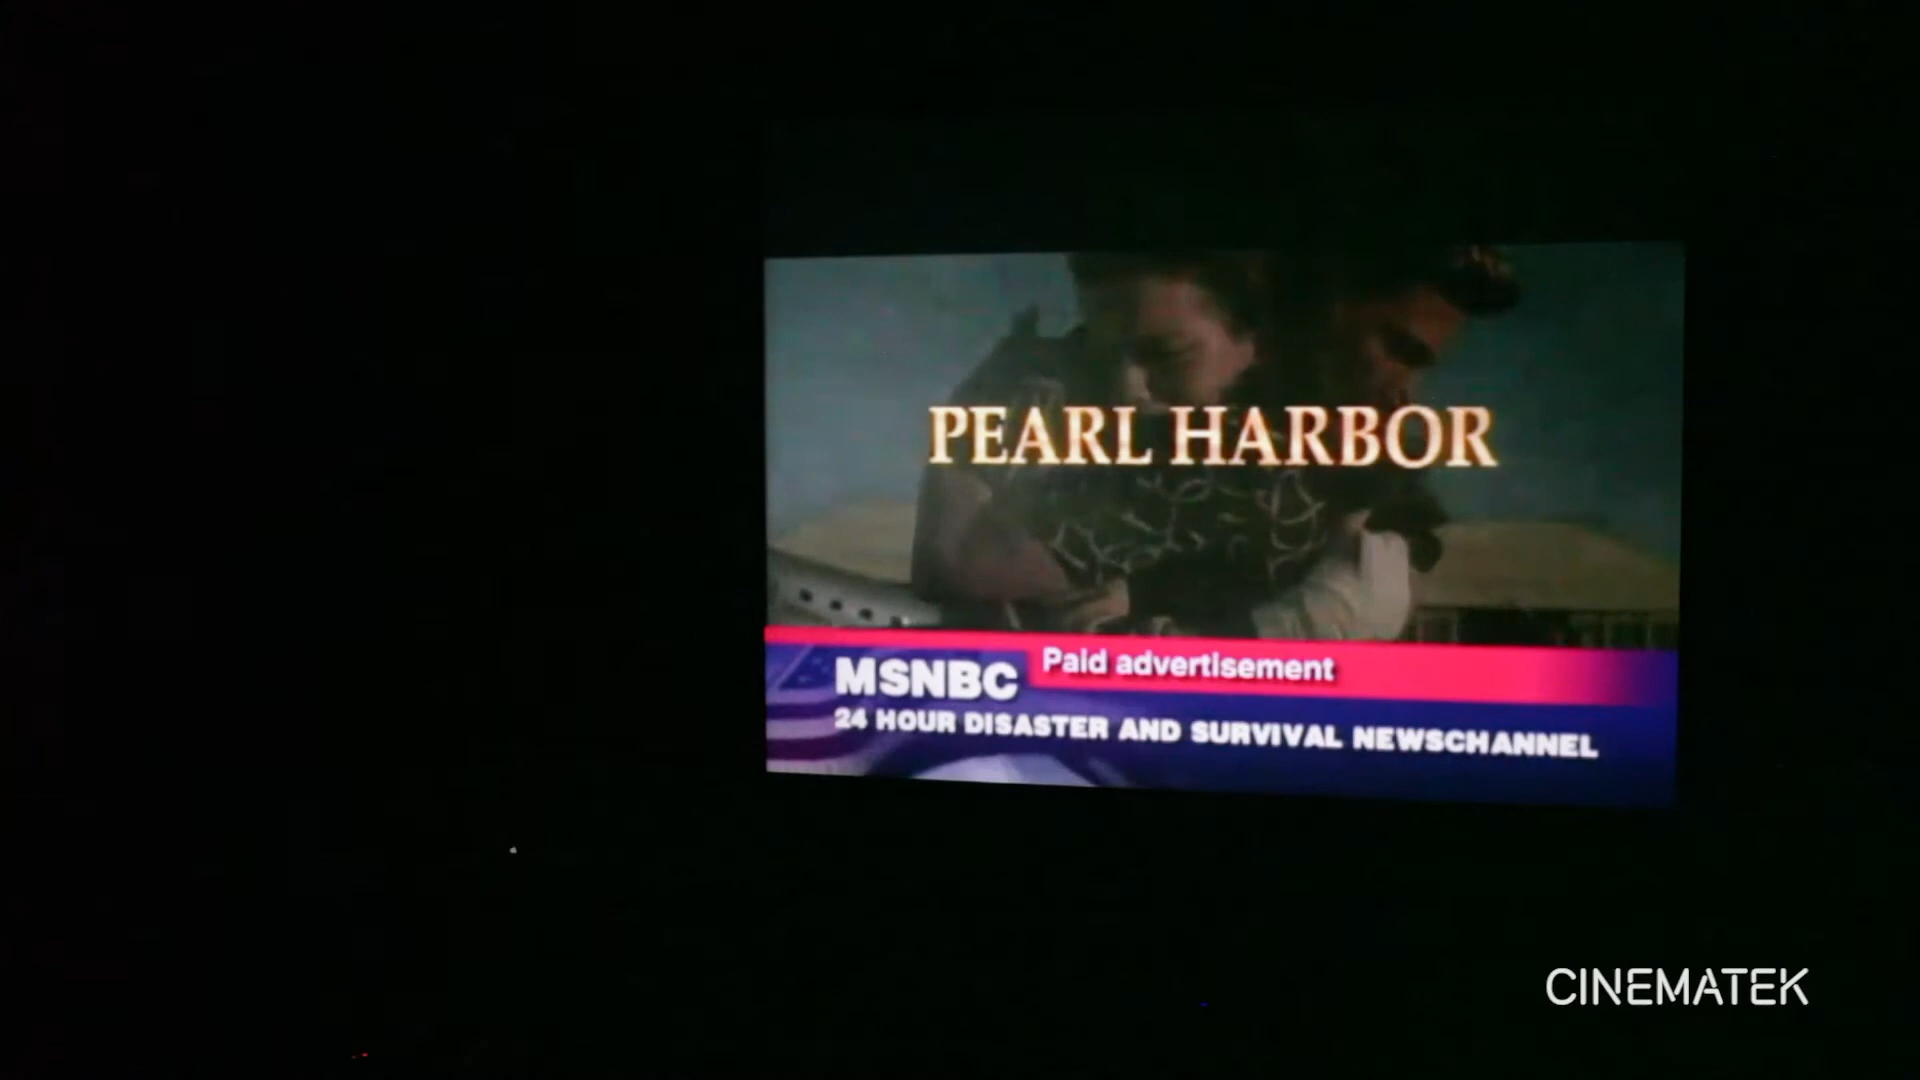 PEARL HARBOR
Paid advertisement
MSNBC
24 HOUR DISASTER AND SURVIVAL NEWSCHANNEL
CINEMATEK